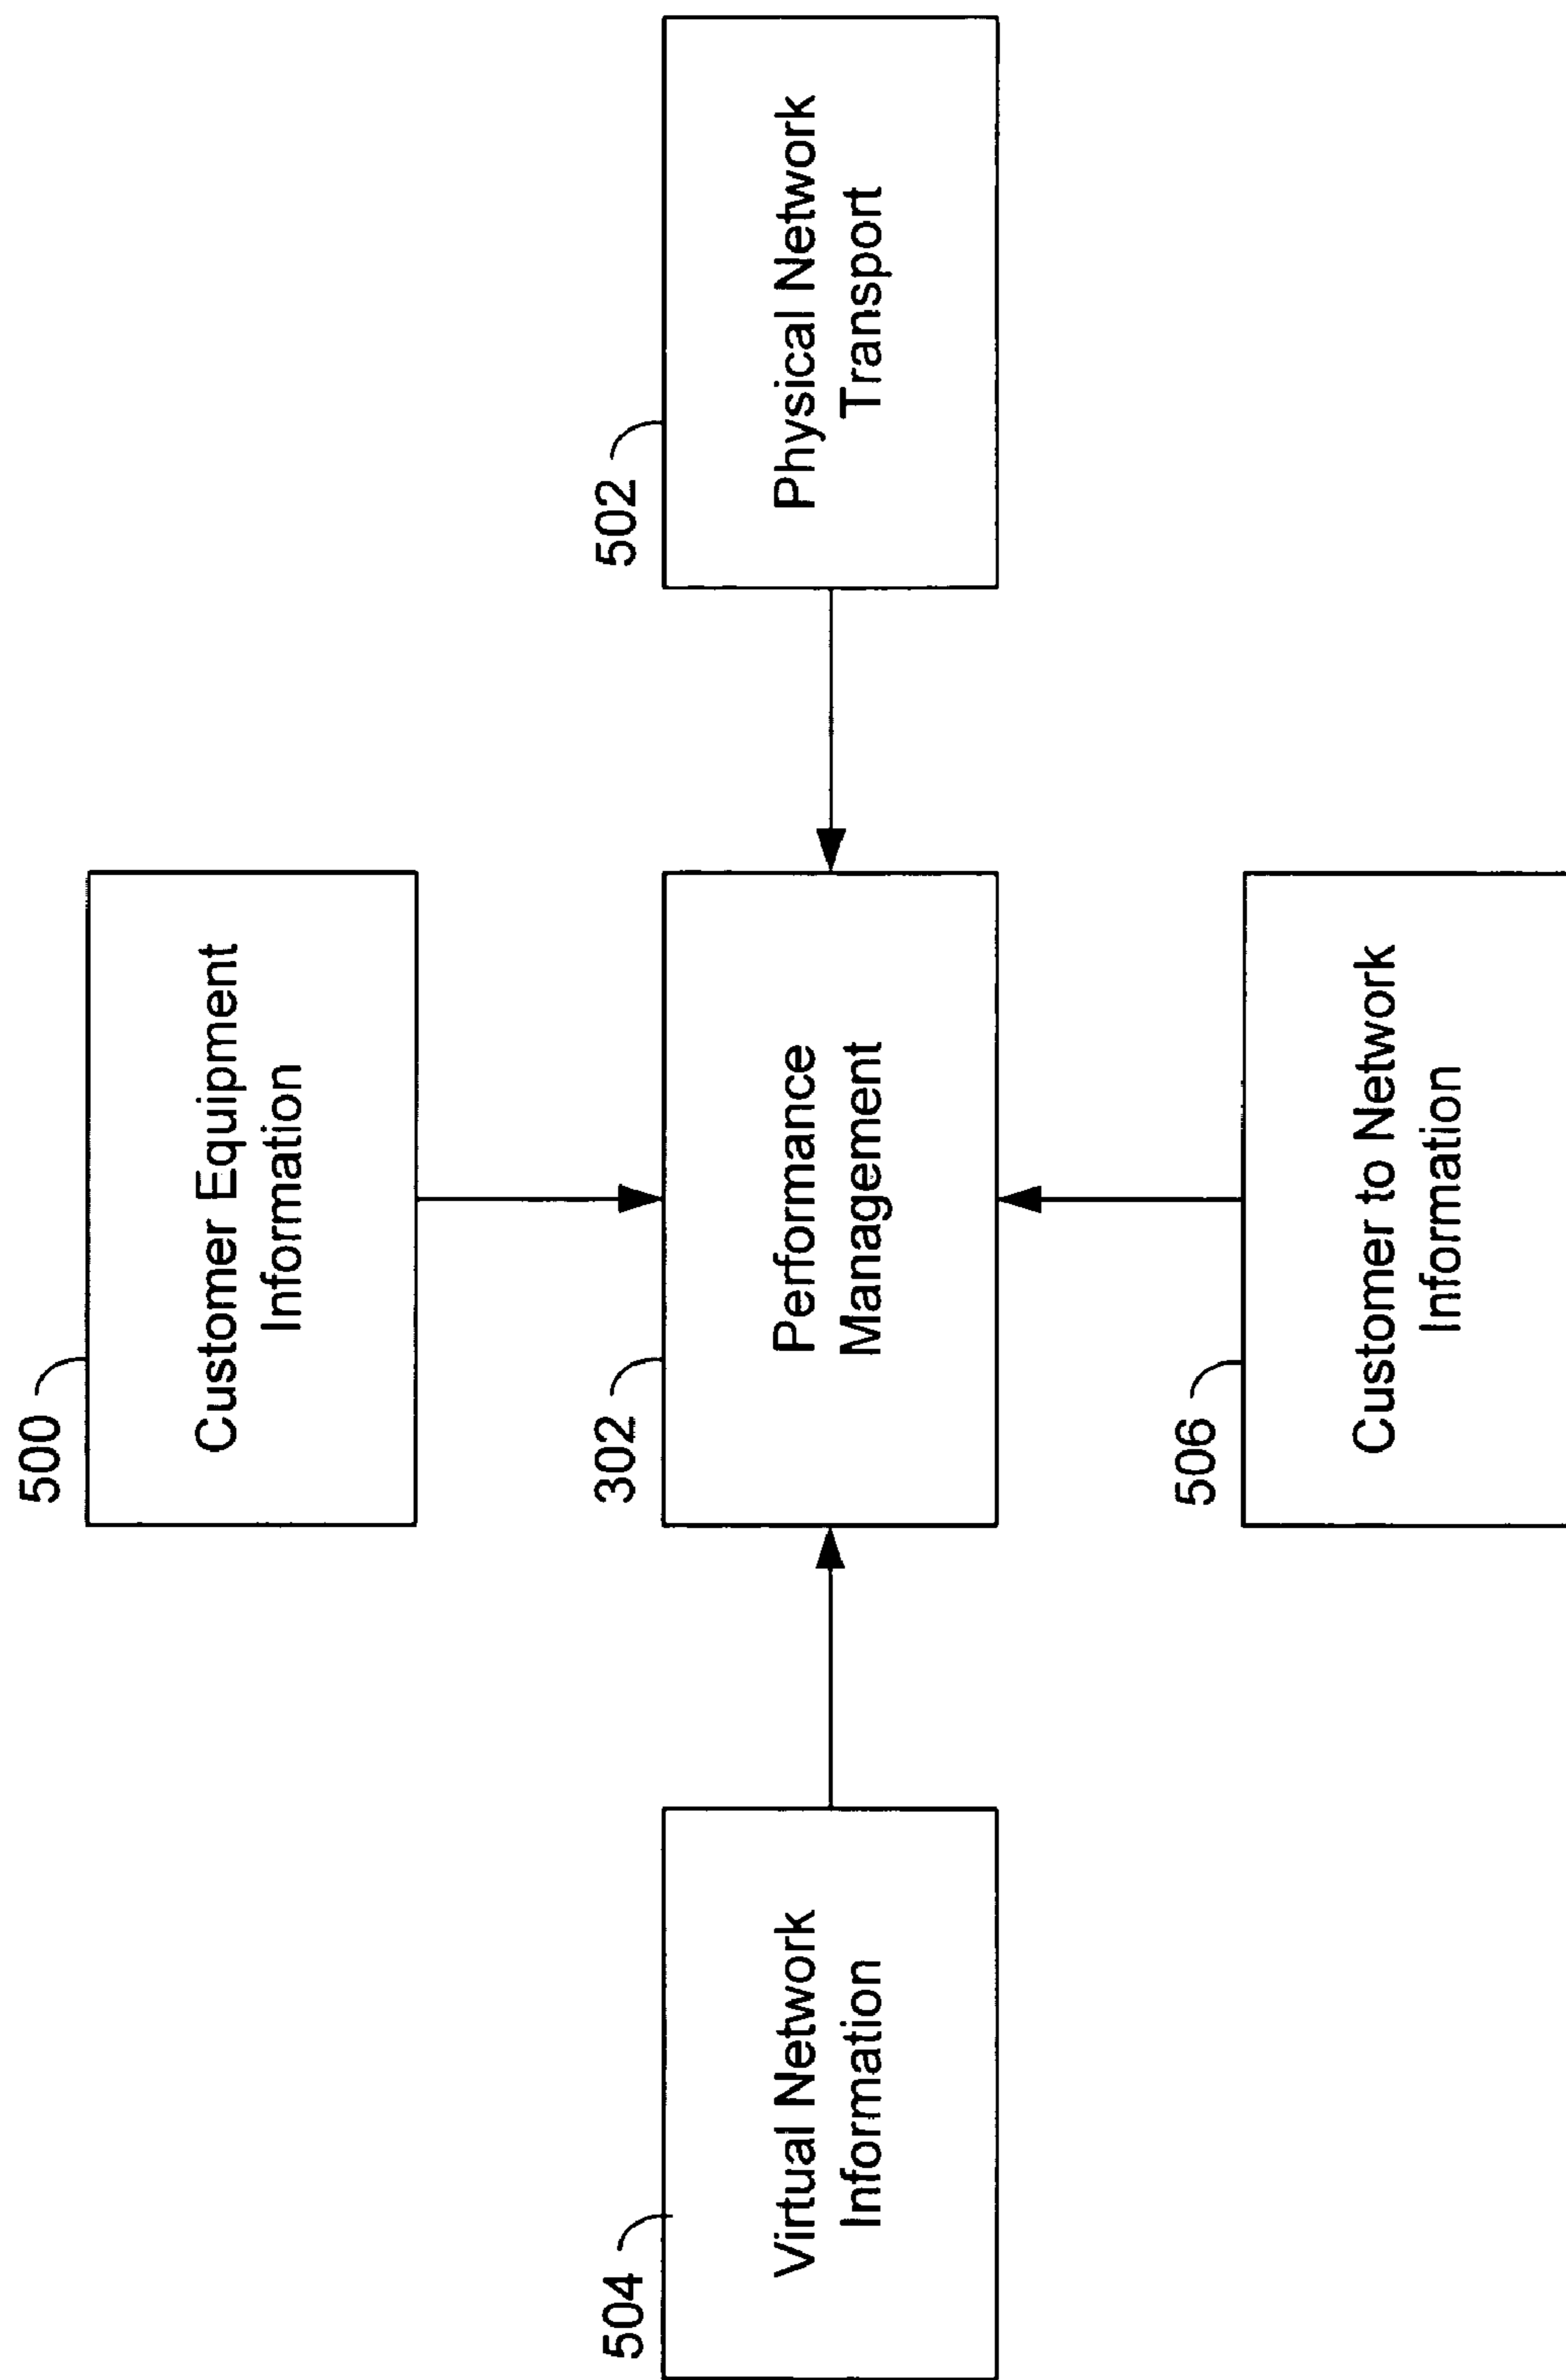 500
Customer Equipment
Information
504
Virtual Network
Information
302
Performance
Management
502
Physical Network
Transport
506
Customer to Network
Information